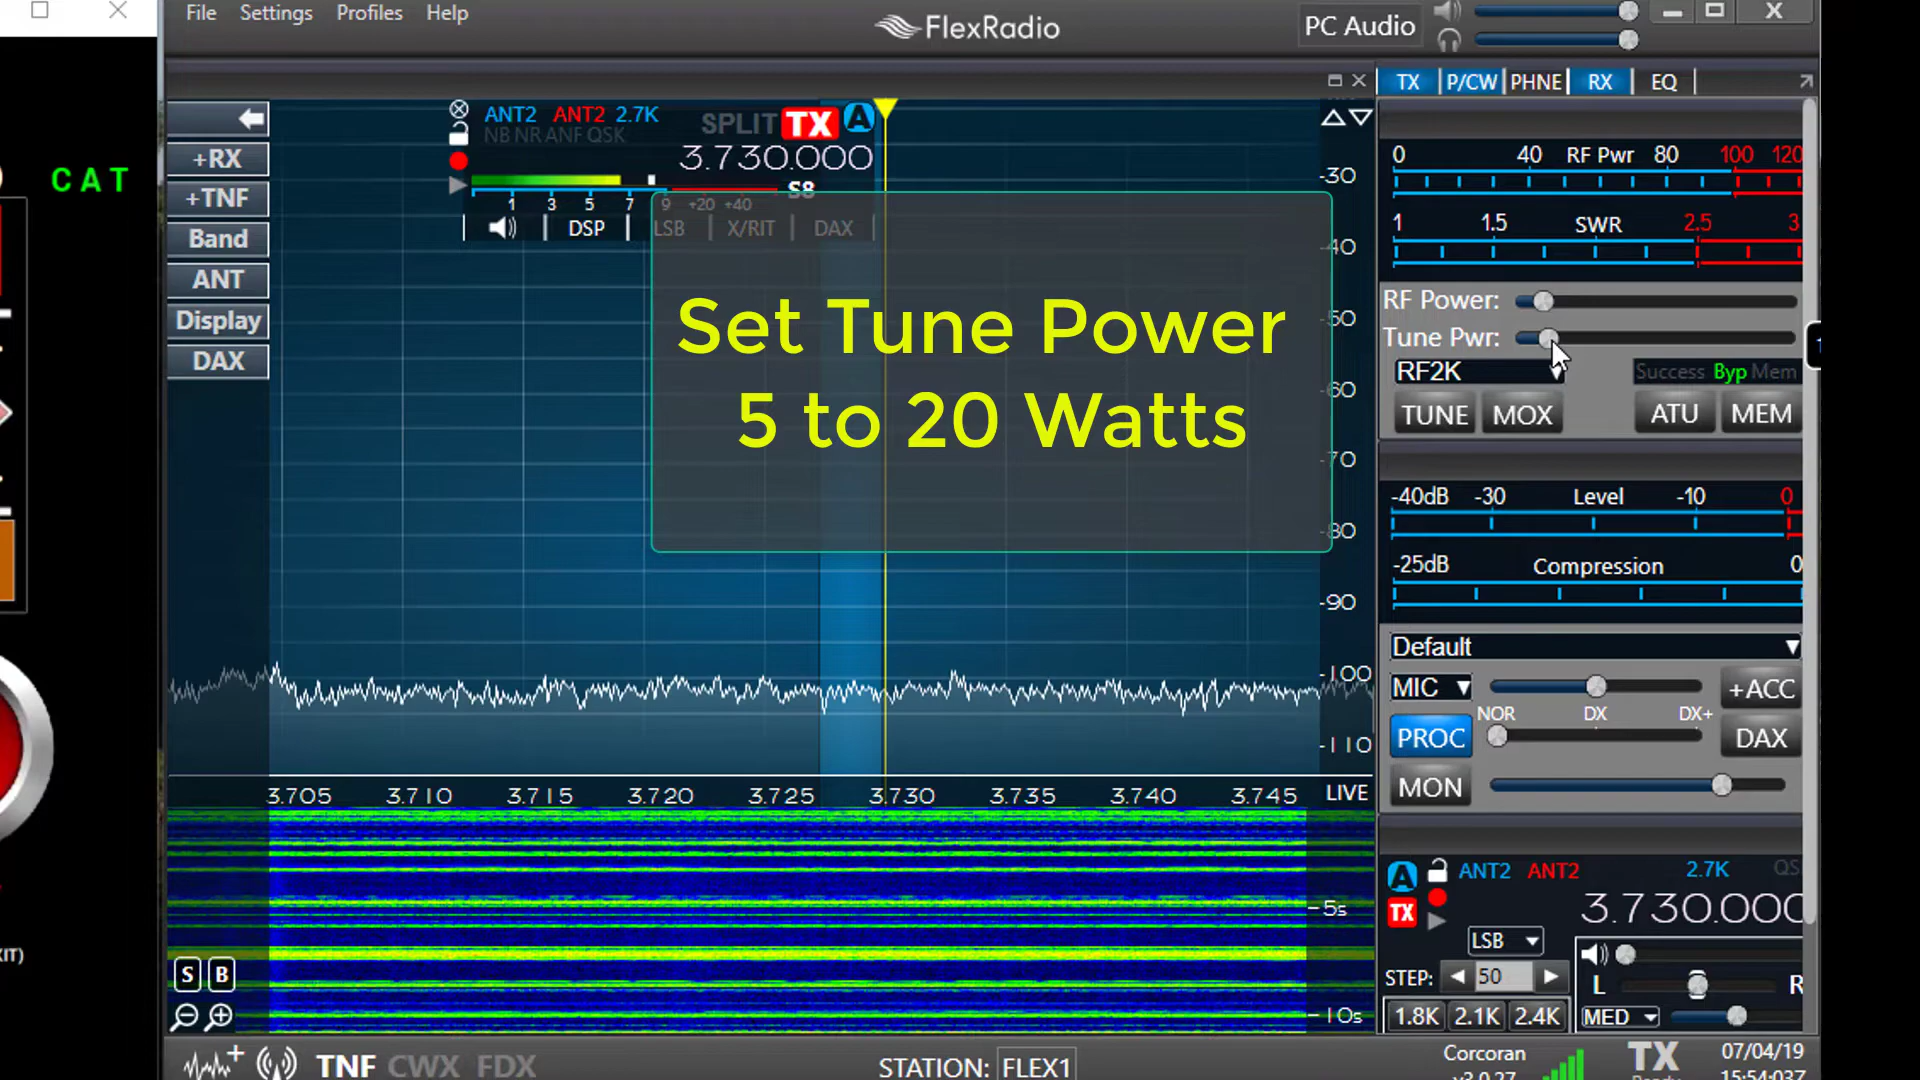 File Settings Profiles Help
FlexRadio
PC Audio
CAT
TX P/CW PHNE RX EQ
+RX
+TNF
Band
ANT
Display
DAX
ANT2 ANT2 2.7K
NB NR ANF QSK
SPLIT TX A
3.730.000
S8
1 3 5 7 9 +20 +40
DSP LSB X/RIT DAX
Set Tune Power
5 to 20 Watts
-30
-40
-50
-60
-70
-80
-90
-100
-110
0 40 RF Pwr 80 100 120
1 1.5 SWR 2.5 3
RF Power:
Tune Pwr:
RF2K Success Byp Mem
TUNE MOX ATU MEM
-40dB -30 Level -10 0
-25dB Compression 0
Default
MIC +ACC
NOR DX DX+
PROC DAX
MON
3.705 3.710 3.715 3.720 3.725 3.730 3.735 3.740 3.745 LIVE
-5s
-10s
S B
A ANT2 ANT2 2.7K
TX 3.730.000
LSB
STEP: 50
L R
1.8K 2.1K 2.4K MED
TNF CWX FDX
STATION: FLEX1
Corcoran
TX
07/04/19